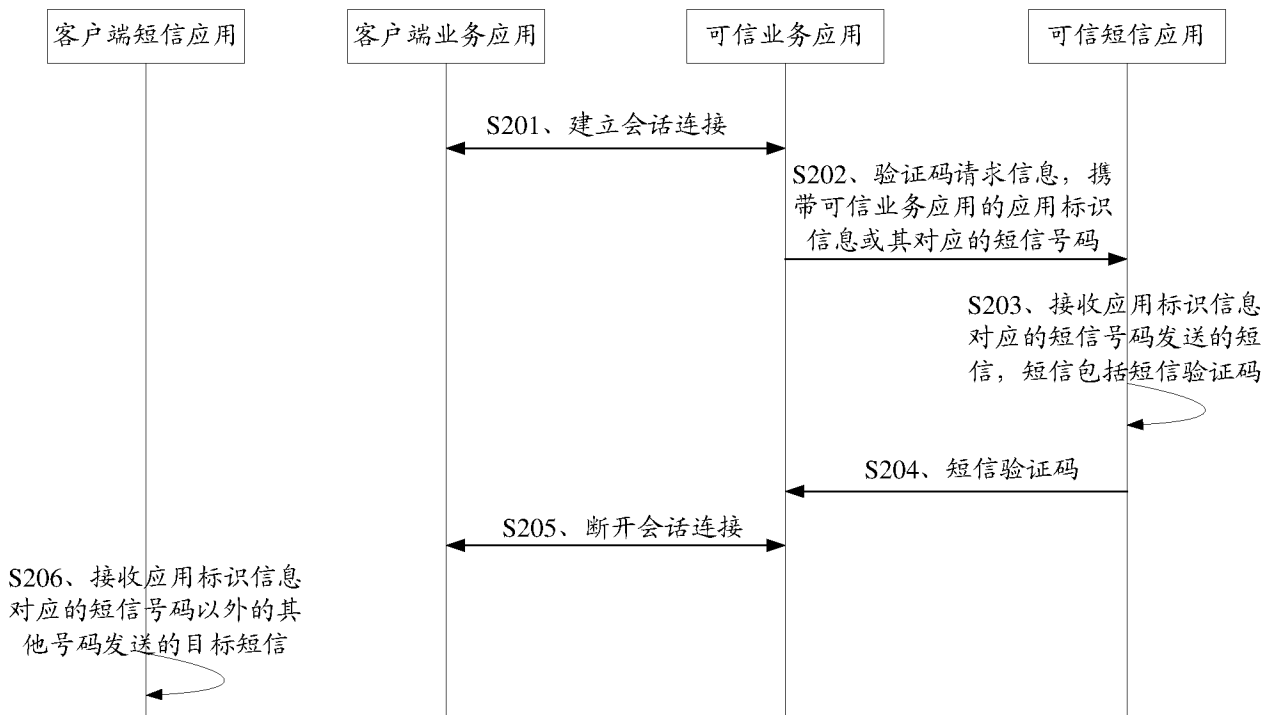 客户端短信应用
客户端业务应用
可信业务应用
可信短信应用
S201、建立会话连接
S202、验证码请求信息，携
带可信业务应用的应用标识
信息或其对应的短信号码
S203、接收应用标识信息
对应的短信号码发送的短
信，短信包括短信验证码
S204、短信验证码
S205、断开会话连接
S206、接收应用标识信息
对应的短信号码以外的其
他号码发送的目标短信